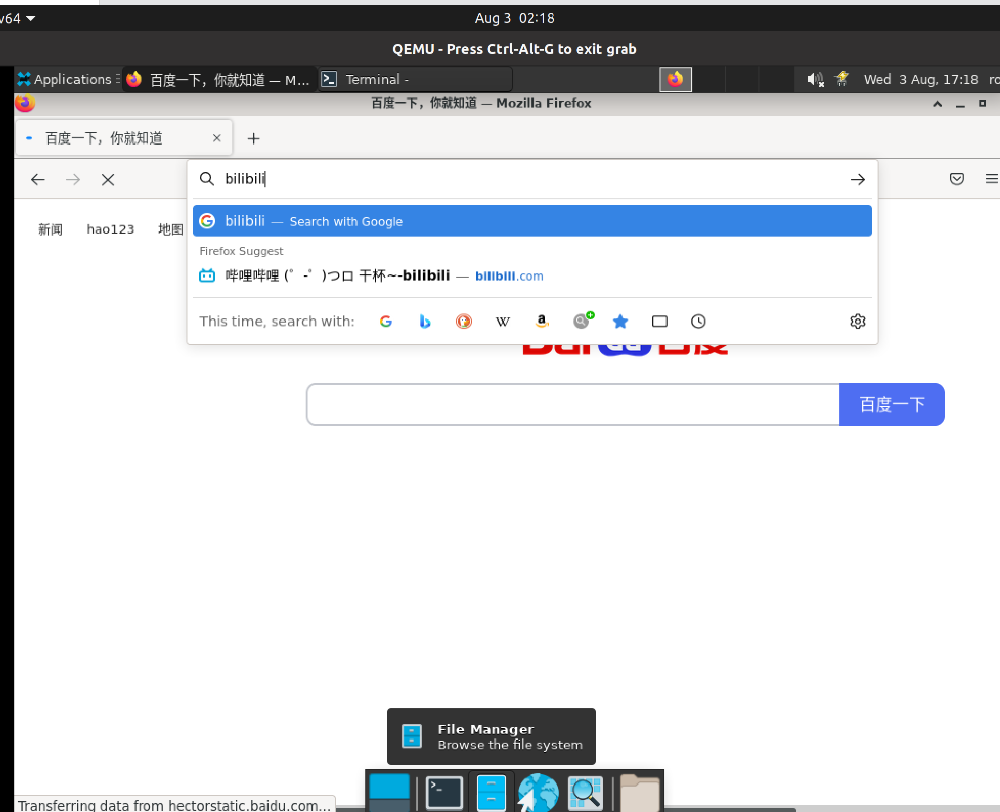 v64
Aug 3 02:18
QEMU - Press Ctrl-Alt-G to exit grab
Applications
百度一下，你就知道 — M...
Terminal -
Wed 3 Aug, 17:18
百度一下，你就知道 — Mozilla Firefox
百度一下，你就知道
bilibili
bilibili — Search with Google
新闻 hao123 地图
Firefox Suggest
哔哩哔哩 (゜-゜)つロ 干杯~-bilibili — bilibili.com
This time, search with:
百度一下
File Manager
Browse the file system
Transferring data from hectorstatic.baidu.com...